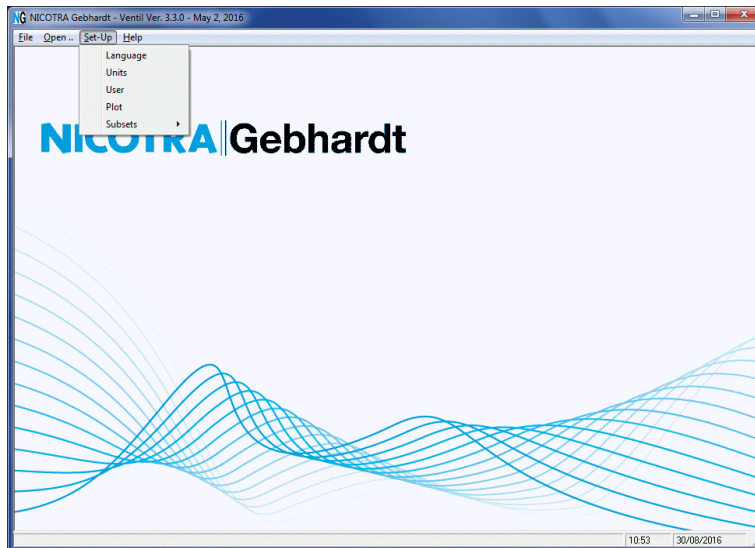 NG NICOTRA Gebhardt - Ventil Ver. 3.3.0 - May 2, 2016
File Open .. Set-Up Help
Language
Units
User
Plot
Subsets
NICOTRA Gebhardt
10:53 30/08/2016